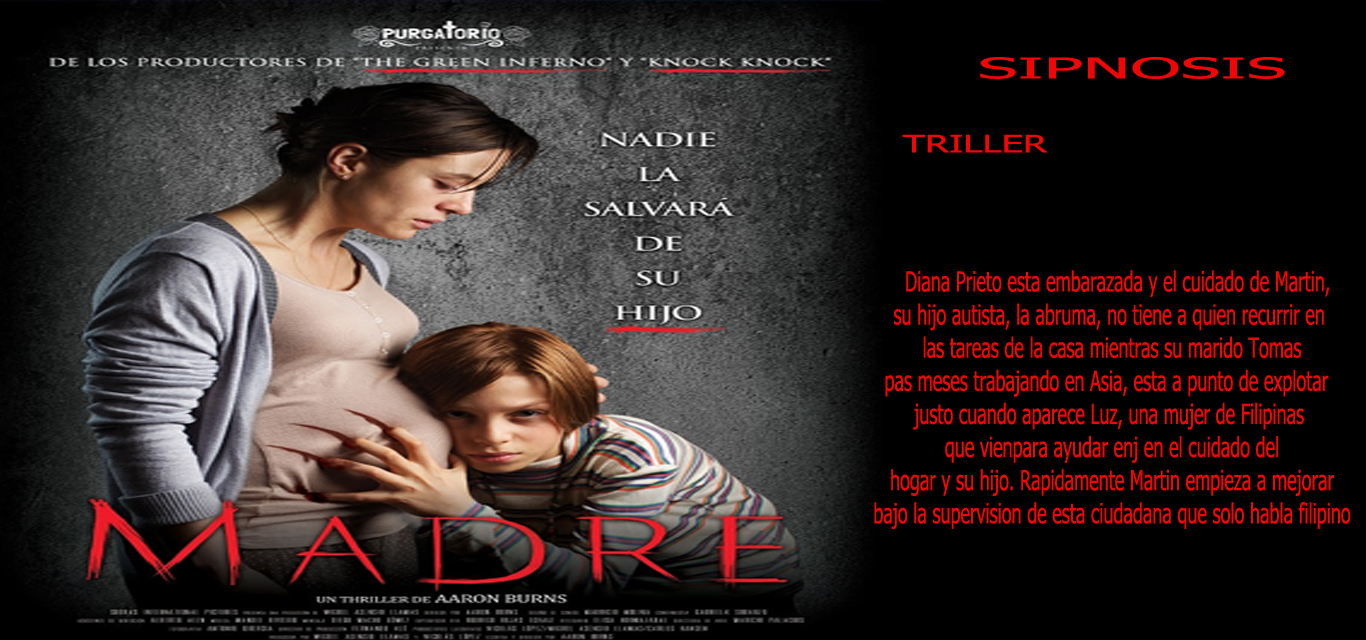 PURGATORIO
PRESENTA
DE LOS PRODUCTORES DE "THE GREEN INFERNO" Y "KNOCK KNOCK"
NADIE
LA
SALVARÁ
DE
SU
HIJO
MADRE
UN THRILLER DE AARON BURNS
SIPNOSIS
TRILLER
Diana Prieto esta embarazada y el cuidado de Martin,
su hijo autista, la abruma, no tiene a quien recurrir en
las tareas de la casa mientras su marido Tomas
pas meses trabajando en Asia, esta a punto de explotar
justo cuando aparece Luz, una mujer de Filipinas
que vienpara ayudar enj en el cuidado del
hogar y su hijo. Rapidamente Martin empieza a mejorar
bajo la supervision de esta ciudadana que solo habla filipino